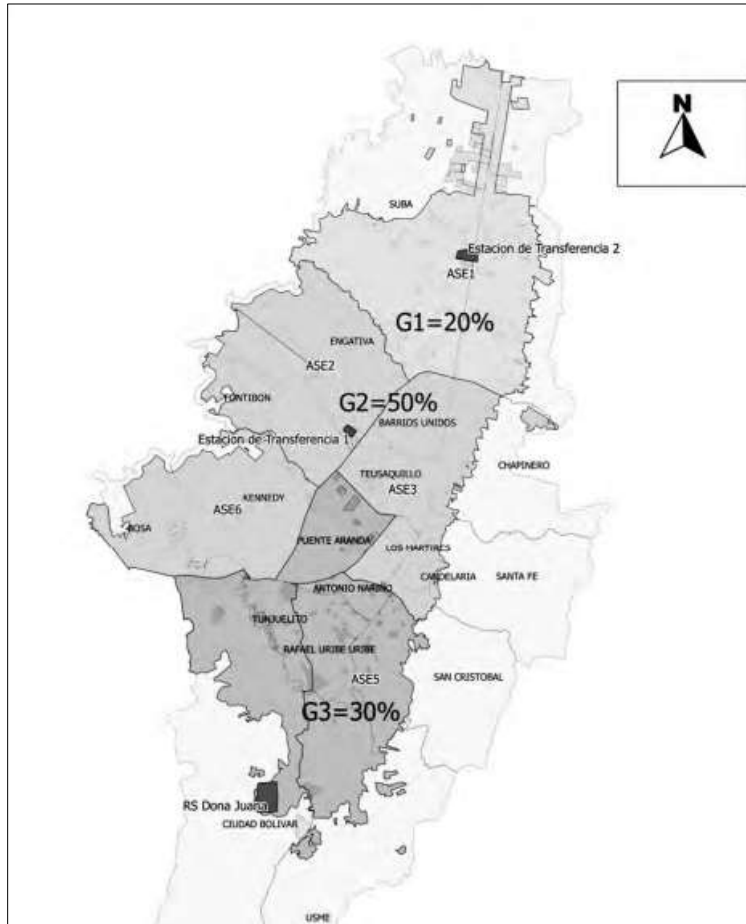 N
SUBA
Estacion de Transferencia 2
ASE1
G1=20%
ENGATIVA
ASE2
FONTIBON
G2=50%
BARRIOS UNIDOS
Estacion de Transferencia 1
CHAPINERO
TEUSAQUILLO
ASE3
KENNEDY
ASE6
BOSA
PUENTE ARANDA
LOS MARTIRES
CANDELARIA
SANTA FE
ANTONIO NARIÑO
TUNJUELITO
RAFAEL URIBE URIBE
ASE5
SAN CRISTOBAL
G3=30%
RS Dona Juana
CIUDAD BOLIVAR
USME